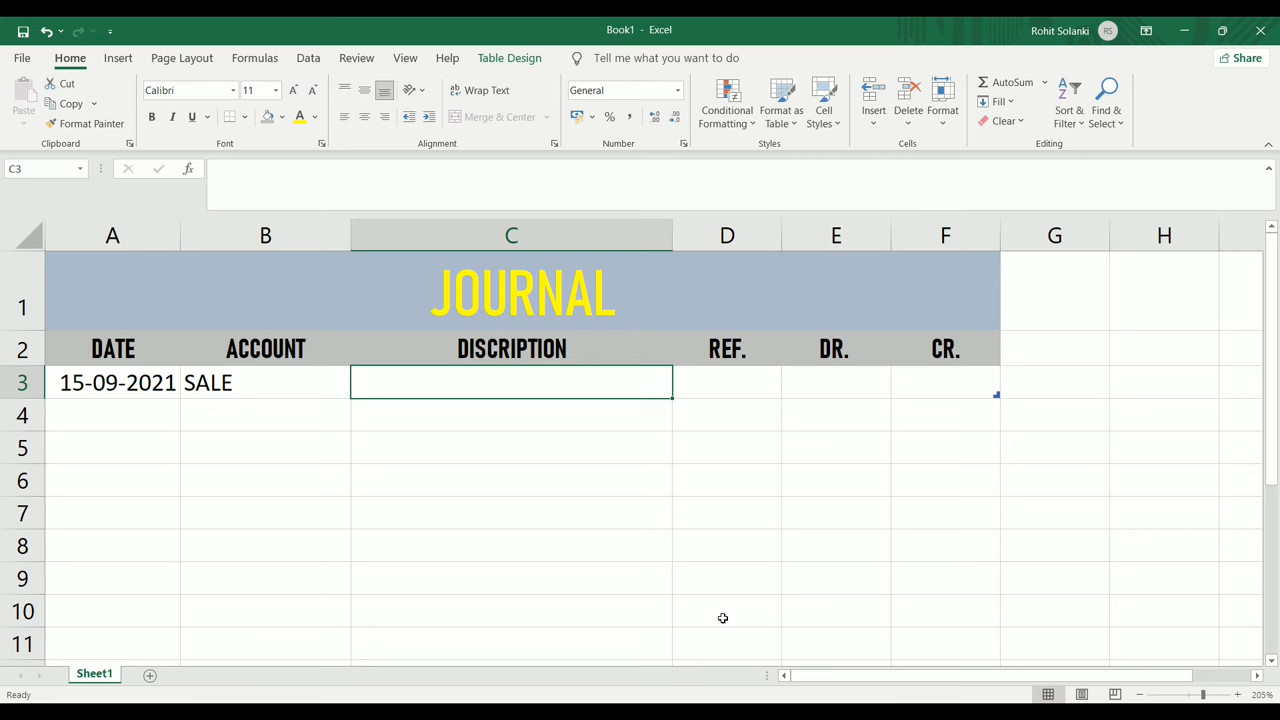 Book1 - Excel
Rohit Solanki RS
File Home Insert Page Layout Formulas Data Review View Help Table Design Tell me what you want to do Share
Paste
Cut
Copy
Format Painter
Calibri 11
B I U
Wrap Text
Merge & Center
General
Conditional Formatting
Format as Table
Cell Styles
Insert Delete Format
AutoSum
Fill
Clear
Sort & Filter
Find & Select
Clipboard Font Alignment Number Styles Cells Editing
C3 fx
A B C D E F G H
1 JOURNAL
2 DATE ACCOUNT DISCRIPTION REF. DR. CR.
3 15-09-2021 SALE
4
5
6
7
8
9
10
11
Sheet1
Ready 205%